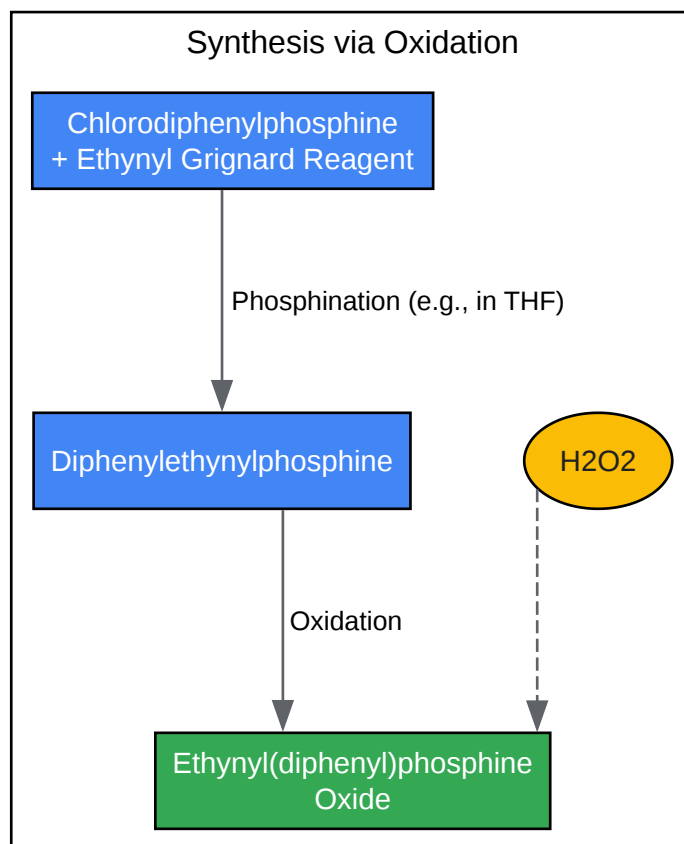 Synthesis via Oxidation
Chlorodiphenylphosphine
+ Ethynyl Grignard Reagent
Phosphination (e.g., in THF)
Diphenylethynylphosphine
H2O2
Oxidation
Ethynyl(diphenyl)phosphine
Oxide